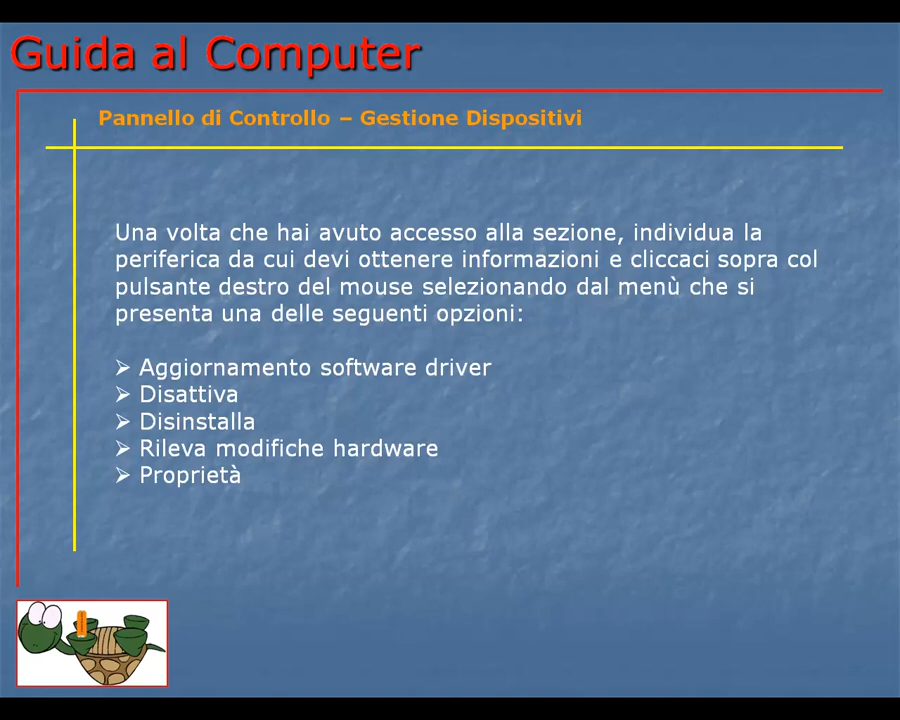 Guida al Computer
Pannello di Controllo – Gestione Dispositivi
Una volta che hai avuto accesso alla sezione, individua la
periferica da cui devi ottenere informazioni e cliccaci sopra col
pulsante destro del mouse selezionando dal menù che si
presenta una delle seguenti opzioni:
➢ Aggiornamento software driver
➢ Disattiva
➢ Disinstalla
➢ Rileva modifiche hardware
➢ Proprietà